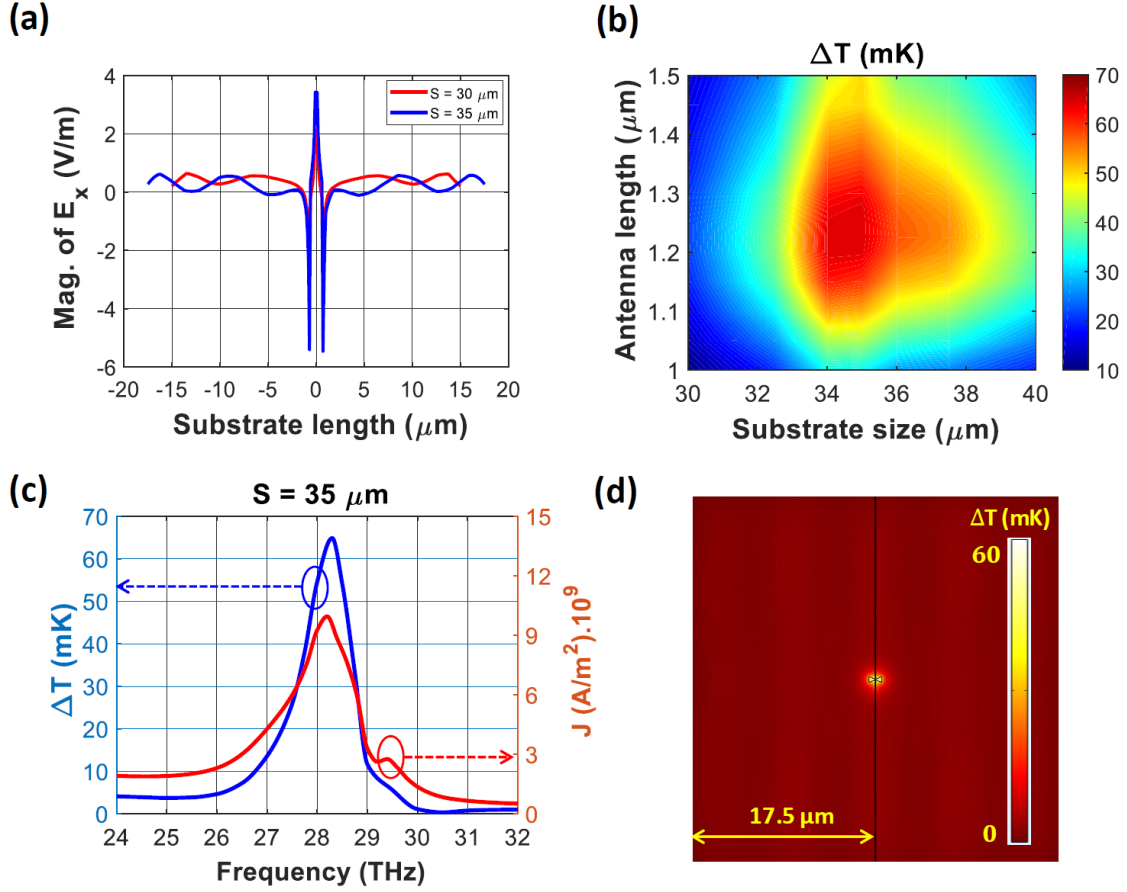 (a)
Mag. of E_x (V/m)
4
2
0
-2
-4
-6
S = 30 μm
S = 35 μm
-20 -15 -10 -5 0 5 10 15 20
Substrate length (μm)
(b)
ΔT (mK)
Antenna length (μm)
1.5
1.4
1.3
1.2
1.1
1
30 32 34 36 38 40
Substrate size (μm)
70
60
50
40
30
20
10
(c)
S = 35 μm
ΔT (mK)
70
60
50
40
30
20
10
0
15
12
9
6
3
0
J (A/m²).10⁹
24 25 26 27 28 29 30 31 32
Frequency (THz)
(d)
ΔT (mK)
60
0
17.5 μm